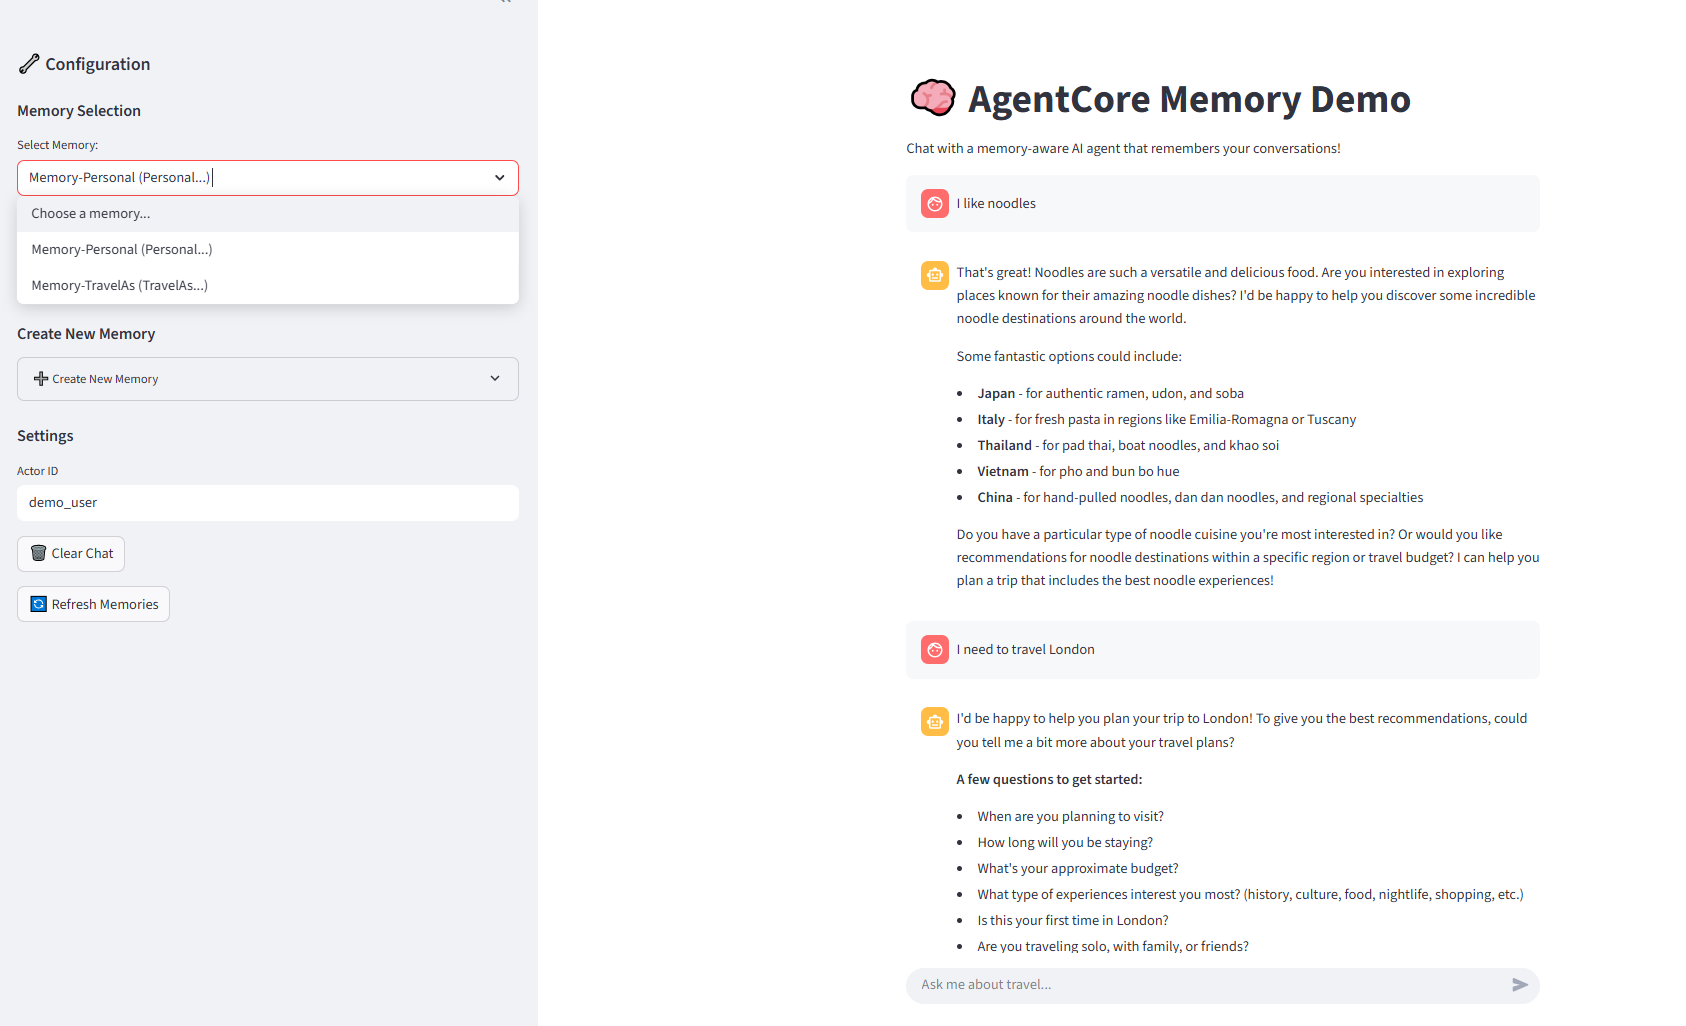 Configuration
Memory Selection
Select Memory:
Memory-Personal (Personal...)
Choose a memory...
Memory-Personal (Personal...)
Memory-TravelAs (TravelAs...)
Create New Memory
Create New Memory
Settings
Actor ID
demo_user
Clear Chat
Refresh Memories
AgentCore Memory Demo
Chat with a memory-aware AI agent that remembers your conversations!
I like noodles
That's great! Noodles are such a versatile and delicious food. Are you interested in exploring
places known for their amazing noodle dishes? I'd be happy to help you discover some incredible
noodle destinations around the world.
Some fantastic options could include:
• Japan - for authentic ramen, udon, and soba
• Italy - for fresh pasta in regions like Emilia-Romagna or Tuscany
• Thailand - for pad thai, boat noodles, and khao soi
• Vietnam - for pho and bun bo hue
• China - for hand-pulled noodles, dan dan noodles, and regional specialties
Do you have a particular type of noodle cuisine you're most interested in? Or would you like
recommendations for noodle destinations within a specific region or travel budget? I can help you
plan a trip that includes the best noodle experiences!
I need to travel London
I'd be happy to help you plan your trip to London! To give you the best recommendations, could
you tell me a bit more about your travel plans?
A few questions to get started:
• When are you planning to visit?
• How long will you be staying?
• What's your approximate budget?
• What type of experiences interest you most? (history, culture, food, nightlife, shopping, etc.)
• Is this your first time in London?
• Are you traveling solo, with family, or friends?
Ask me about travel...